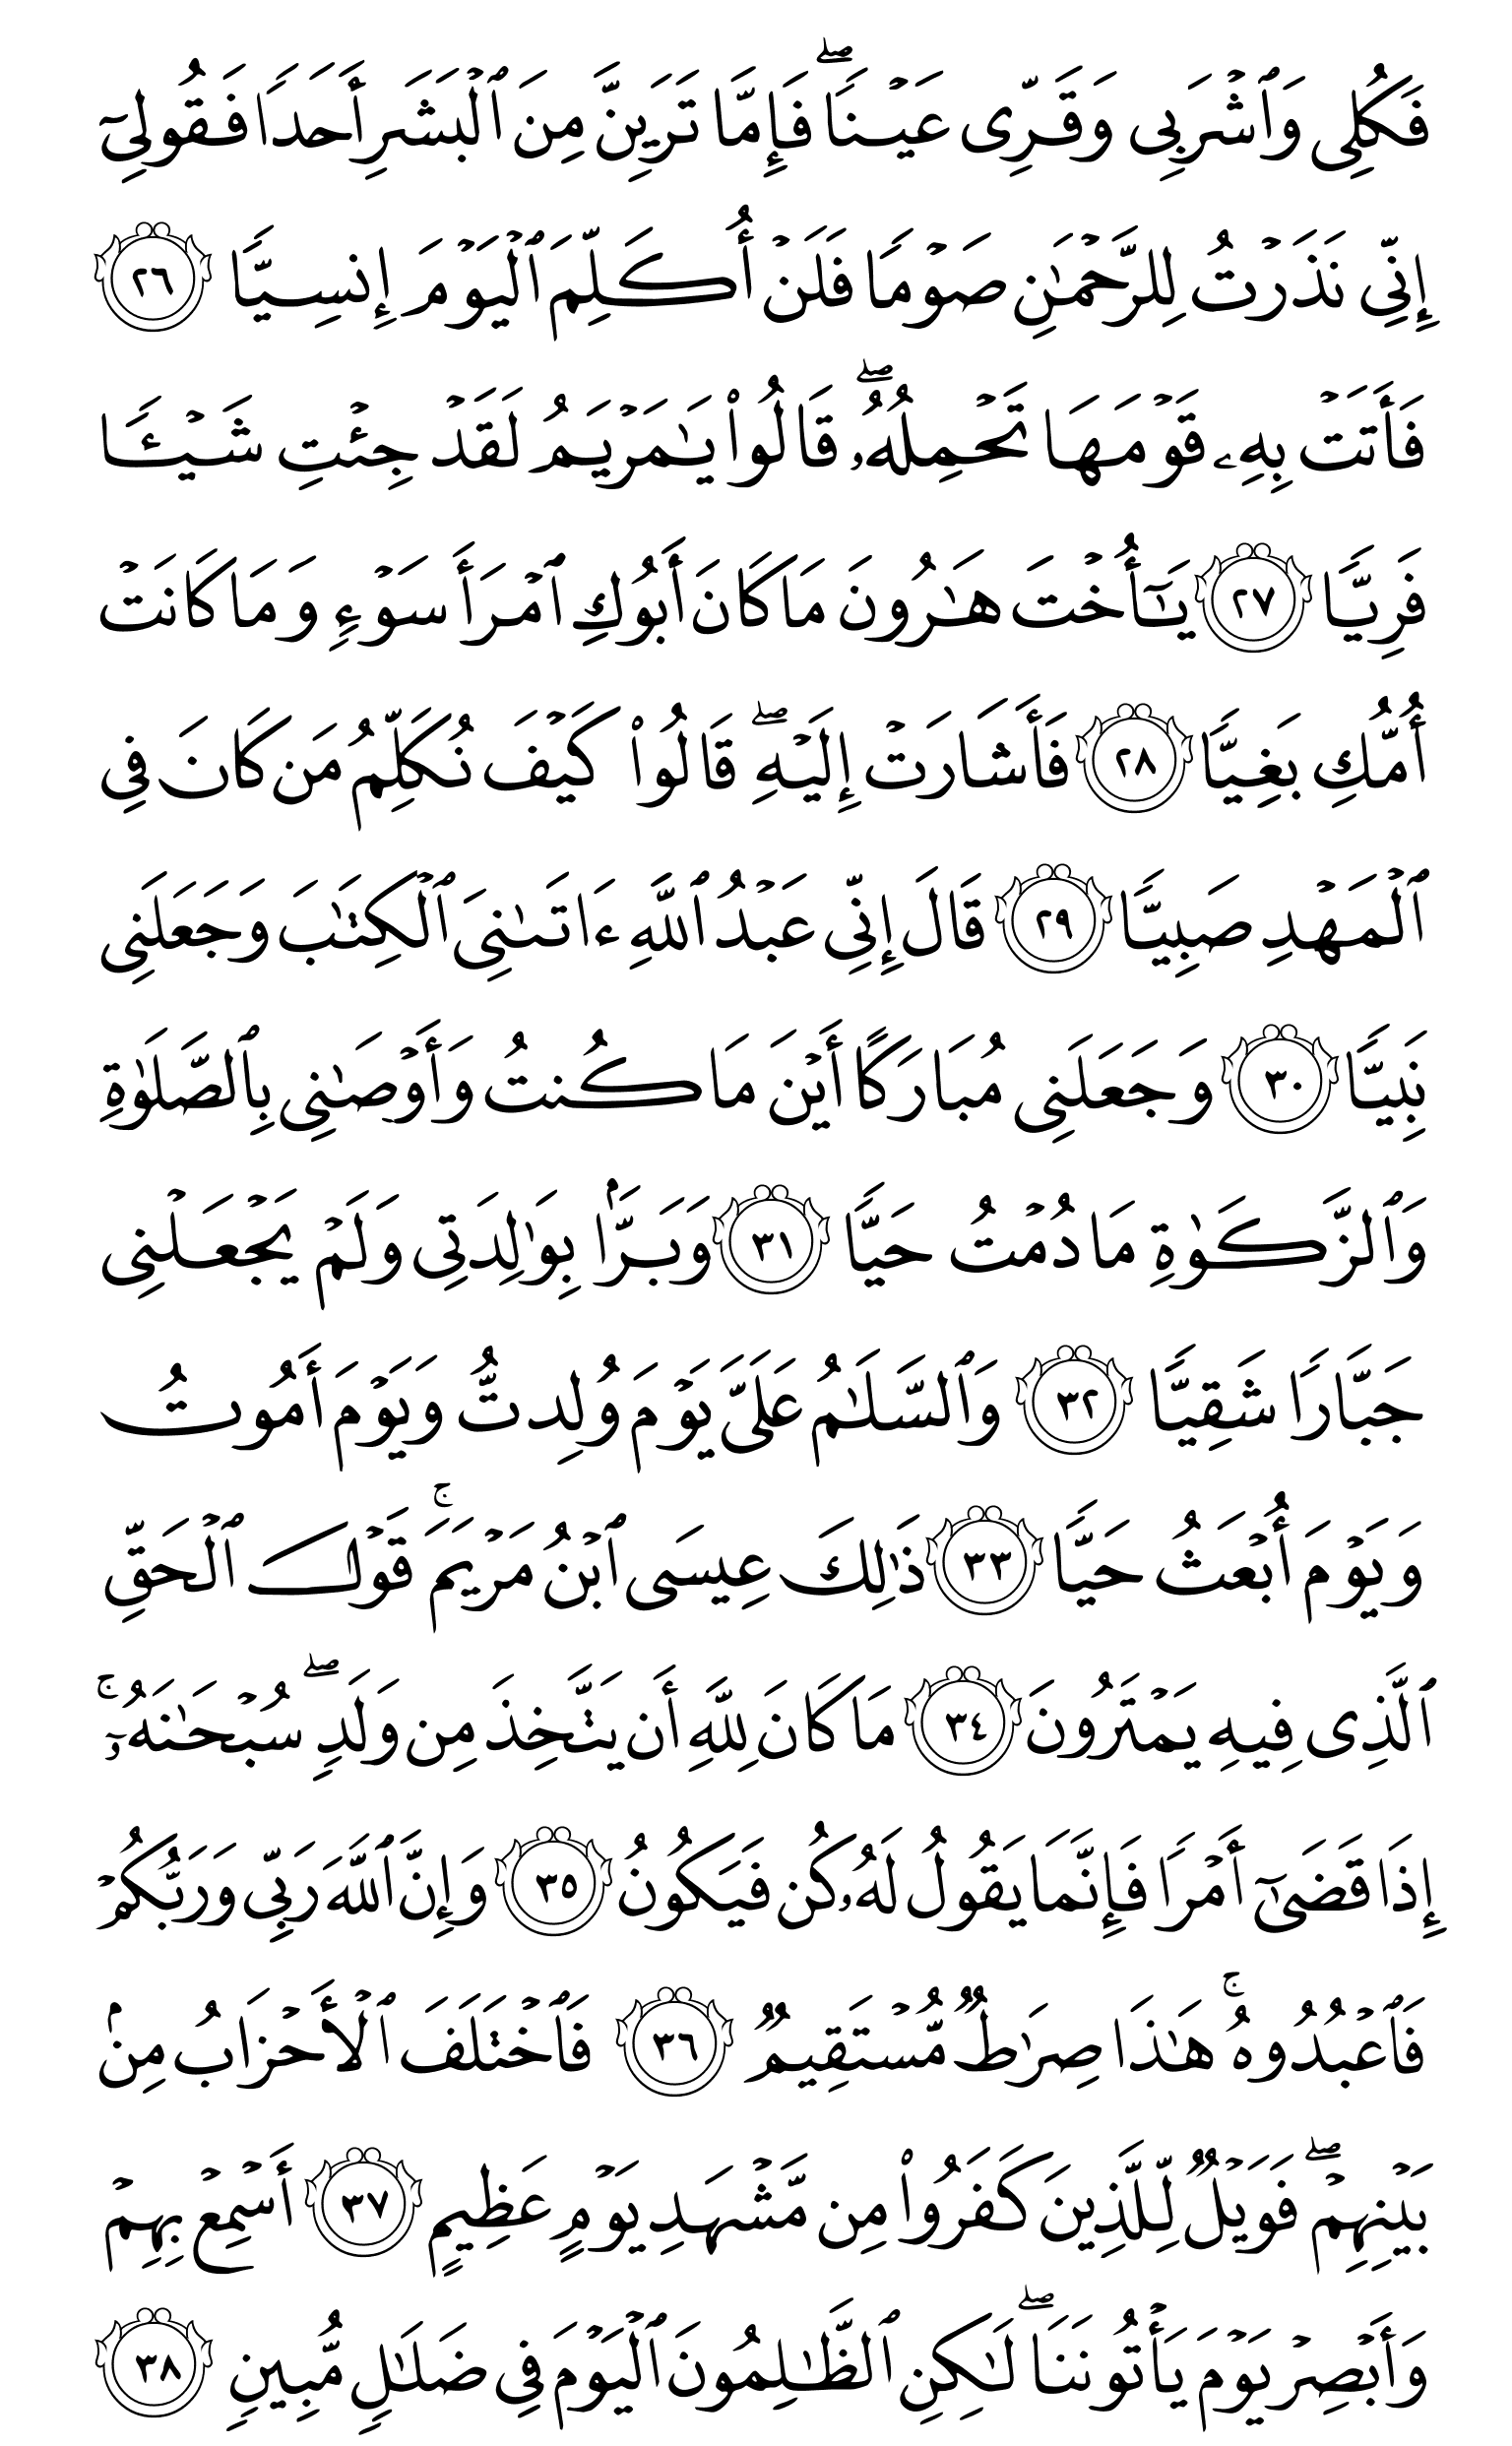 فَكُلِى وَٱشۡرَبِى وَقَرِّى عَيۡنًاۖ فَإِمَّا تَرَيِنَّ مِنَ ٱلۡبَشَرِ أَحَدًا فَقُولِىٓ
إِنِّى نَذَرۡتُ لِلرَّحۡمَٰنِ صَوۡمًا فَلَنۡ أُكَلِّمَ ٱلۡيَوۡمَ إِنسِيًّا ٢٦
فَأَتَتۡ بِهِۦ قَوۡمَهَا تَحۡمِلُهُۥۖ قَالُواْ يَٰمَرۡيَمُ لَقَدۡ جِئۡتِ شَيۡـًٔا
فَرِيًّا ٢٧ يَٰٓأُخۡتَ هَٰرُونَ مَا كَانَ أَبُوكِ ٱمۡرَأَ سَوۡءٍ وَمَا كَانَتۡ
أُمُّكِ بَغِيًّا ٢٨ فَأَشَارَتۡ إِلَيۡهِۖ قَالُواْ كَيۡفَ نُكَلِّمُ مَن كَانَ فِى
ٱلۡمَهۡدِ صَبِيًّا ٢٩ قَالَ إِنِّى عَبۡدُ ٱللَّهِ ءَاتَىٰنِىَ ٱلۡكِتَٰبَ وَجَعَلَنِى
نَبِيًّا ٣٠ وَجَعَلَنِى مُبَارَكًا أَيۡنَ مَا كُنتُ وَأَوۡصَٰنِى بِٱلصَّلَوٰةِ
وَٱلزَّكَوٰةِ مَا دُمۡتُ حَيًّا ٣١ وَبَرَّۢا بِوَٰلِدَتِى وَلَمۡ يَجۡعَلۡنِى
جَبَّارًا شَقِيًّا ٣٢ وَٱلسَّلَٰمُ عَلَىَّ يَوۡمَ وُلِدتُّ وَيَوۡمَ أَمُوتُ
وَيَوۡمَ أُبۡعَثُ حَيًّا ٣٣ ذَٰلِكَ عِيسَى ٱبۡنُ مَرۡيَمَۚ قَوۡلَ ٱلۡحَقِّ
ٱلَّذِى فِيهِ يَمۡتَرُونَ ٣٤ مَا كَانَ لِلَّهِ أَن يَتَّخِذَ مِن وَلَدٍۖ سُبۡحَٰنَهُۥٓۚ
إِذَا قَضَىٰٓ أَمۡرًا فَإِنَّمَا يَقُولُ لَهُۥ كُن فَيَكُونُ ٣٥ وَإِنَّ ٱللَّهَ رَبِّى وَرَبُّكُمۡ
فَٱعۡبُدُوهُۚ هَٰذَا صِرَٰطٌ مُّسۡتَقِيمٌ ٣٦ فَٱخۡتَلَفَ ٱلۡأَحۡزَابُ مِنۢ
بَيۡنِهِمۡۖ فَوَيۡلٌ لِّلَّذِينَ كَفَرُواْ مِن مَّشۡهَدِ يَوۡمٍ عَظِيمٍ ٣٧ أَسۡمِعۡ بِهِمۡ
وَأَبۡصِرۡ يَوۡمَ يَأۡتُونَنَاۖ لَٰكِنِ ٱلظَّٰلِمُونَ ٱلۡيَوۡمَ فِى ضَلَٰلٍ مُّبِينٍ ٣٨